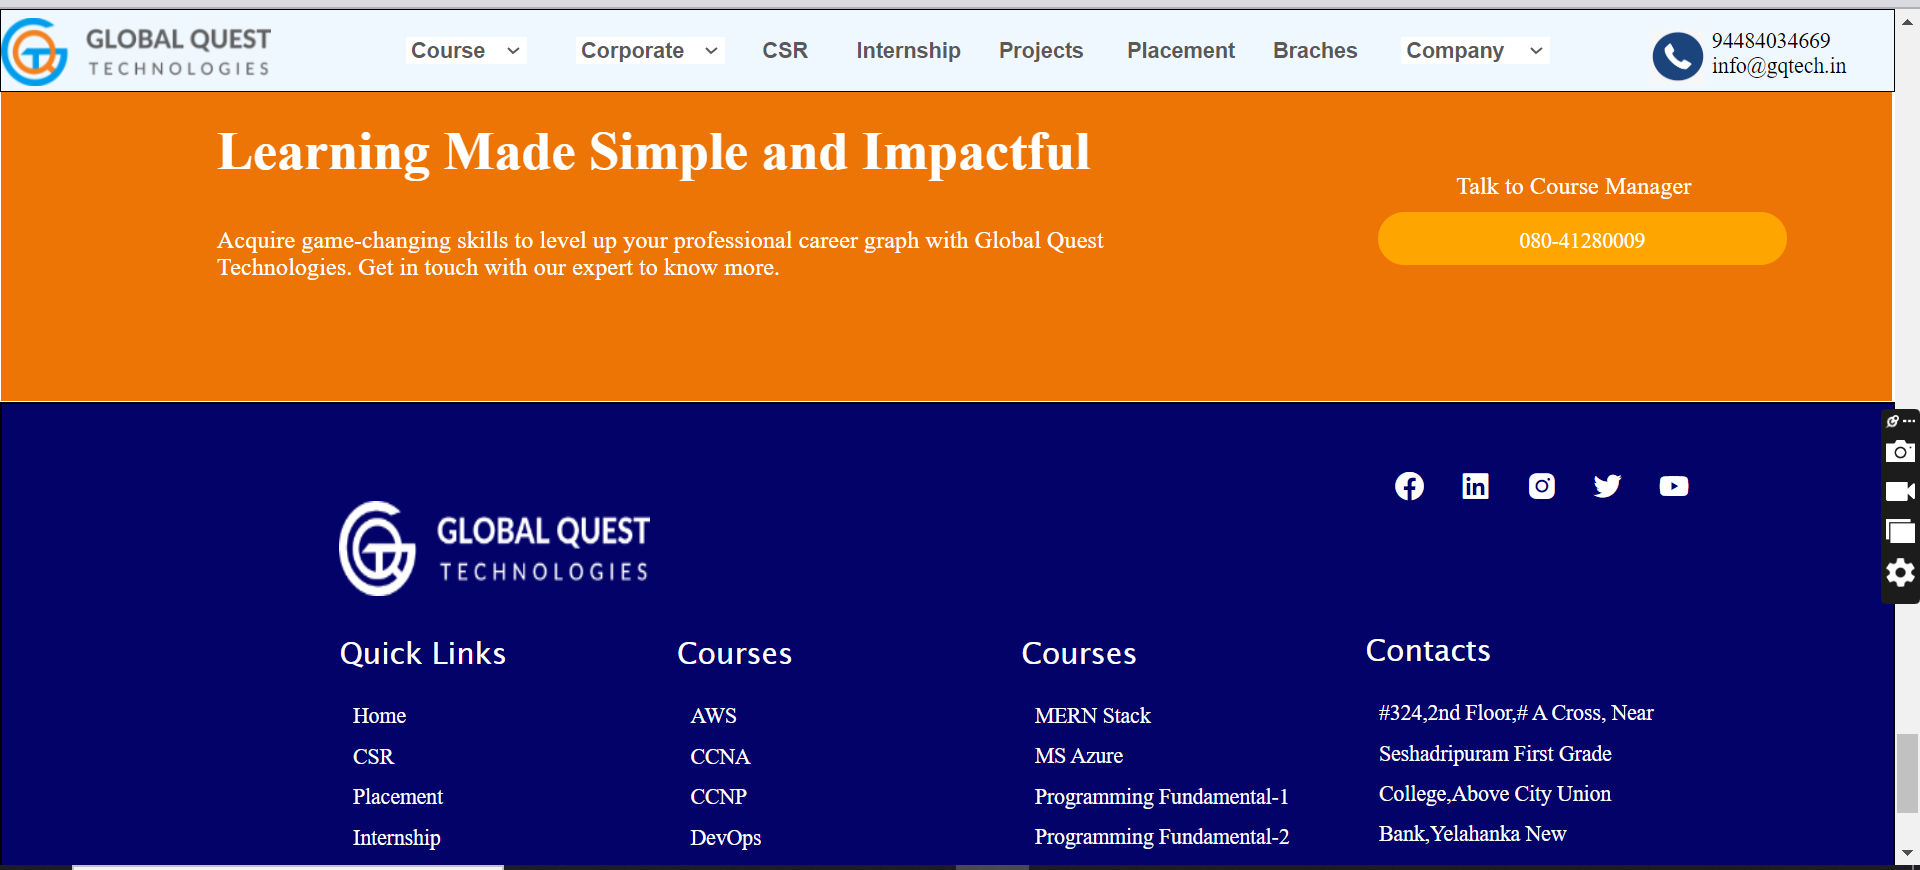 GLOBAL QUEST
TECHNOLOGIES
Course
Corporate
CSR
Internship
Projects
Placement
Braches
Company
94484034669
info@gqtech.in
Learning Made Simple and Impactful
Acquire game-changing skills to level up your professional career graph with Global Quest
Technologies. Get in touch with our expert to know more.
Talk to Course Manager
080-41280009
GLOBAL QUEST
TECHNOLOGIES
Quick Links
Home
CSR
Placement
Internship
Courses
AWS
CCNA
CCNP
DevOps
Courses
MERN Stack
MS Azure
Programming Fundamental-1
Programming Fundamental-2
Contacts
#324,2nd Floor,# A Cross, Near
Seshadripuram First Grade
College,Above City Union
Bank,Yelahanka New